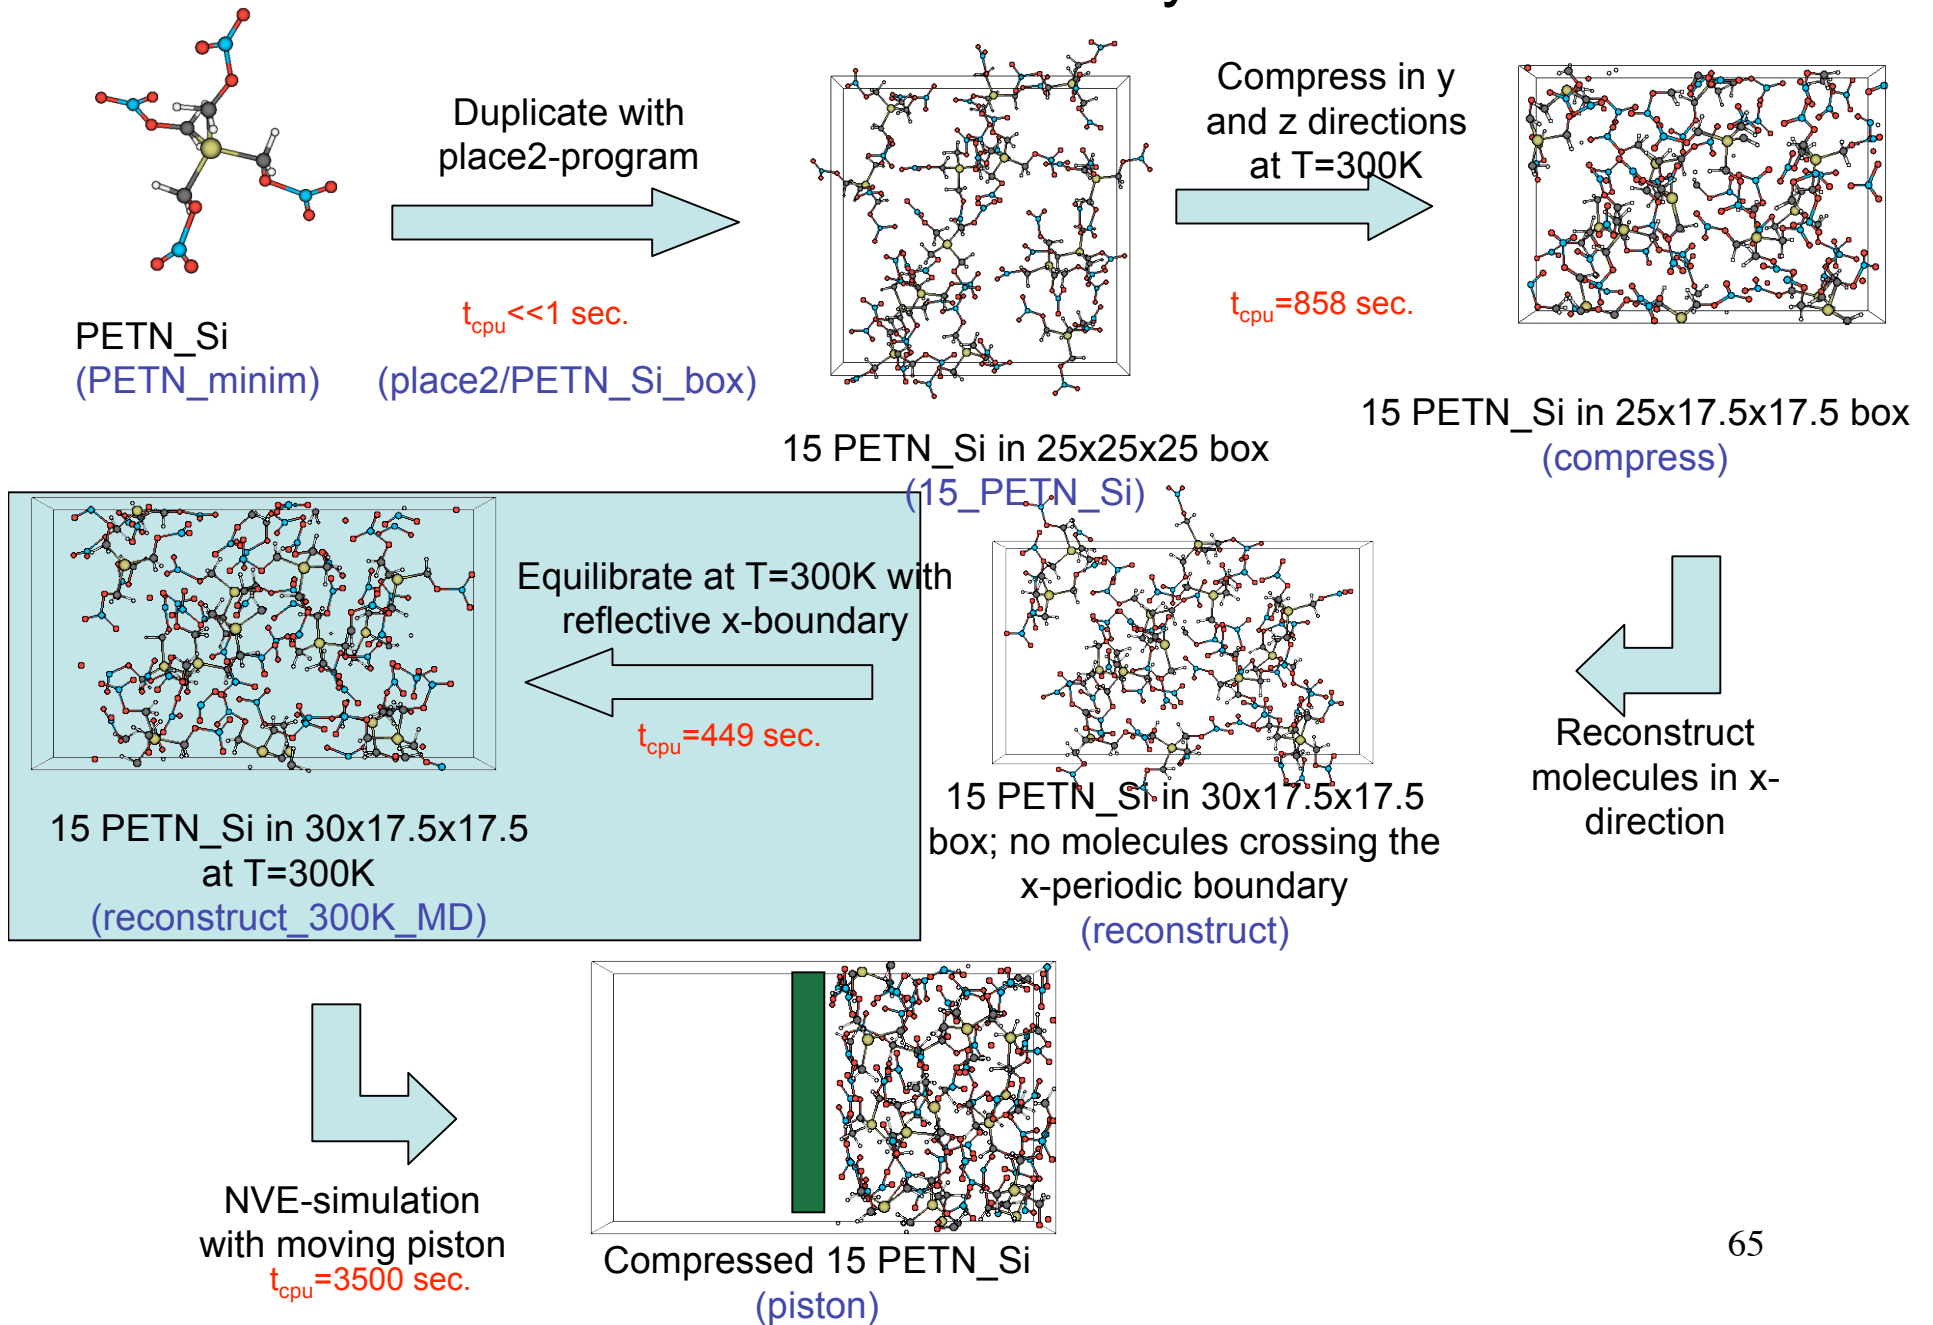 Duplicate with
place2-program
t_cpu<<1 sec.
PETN_Si
(PETN_minim)
(place2/PETN_Si_box)
Compress in y
and z directions
at T=300K
t_cpu=858 sec.
15 PETN_Si in 25x25x25 box
(15_PETN_Si)
15 PETN_Si in 25x17.5x17.5 box
(compress)
Reconstruct
molecules in x-
direction
15 PETN_Si in 30x17.5x17.5
box; no molecules crossing the
x-periodic boundary
(reconstruct)
Equilibrate at T=300K with
reflective x-boundary
t_cpu=449 sec.
15 PETN_Si in 30x17.5x17.5
at T=300K
(reconstruct_300K_MD)
NVE-simulation
with moving piston
t_cpu=3500 sec.
Compressed 15 PETN_Si
(piston)
65